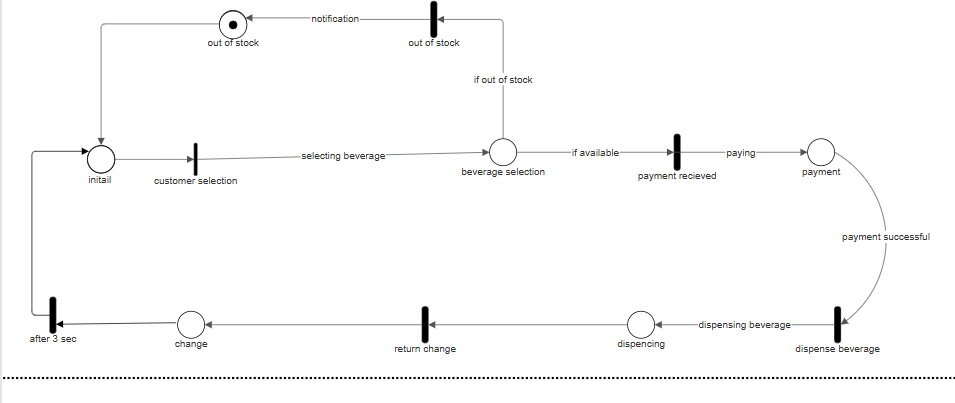 notification
out of stock
out of stock
if out of stock
selecting beverage
if available
paying
initail
customer selection
beverage selection
payment recieved
payment
payment successful
dispensing beverage
after 3 sec
change
return change
dispencing
dispense beverage